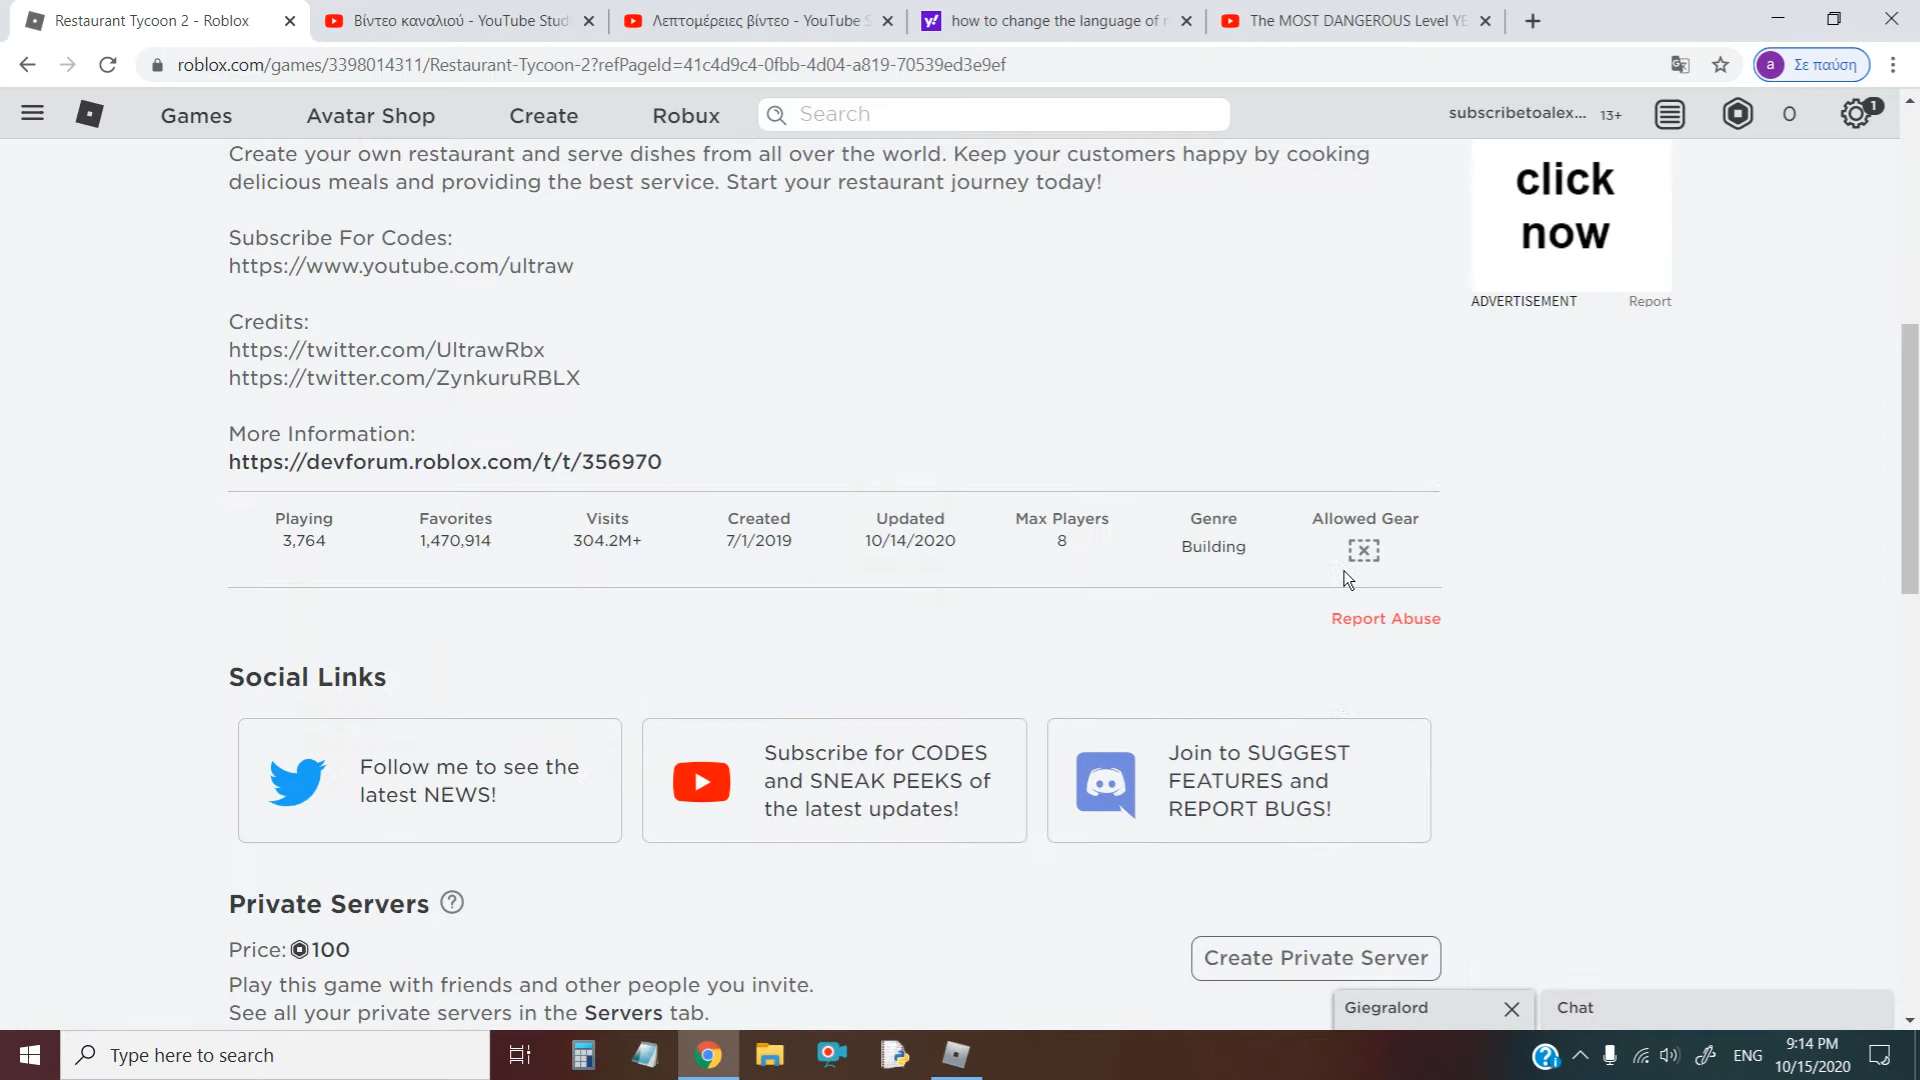 Restaurant Tycoon 2 - Roblox
Βίντεο καναλιού - YouTube Stud
Λεπτομέρειες βίντεο - YouTube S
how to change the language of
The MOST DANGEROUS Level YE
roblox.com/games/3398014311/Restaurant-Tycoon-2?refPageId=41c4d9c4-0fbb-4d04-a819-70539ed3e9ef
a Σε παύση
Games
Avatar Shop
Create
Robux
Search
subscribetoalex... 13+
0
1
Create your own restaurant and serve dishes from all over the world. Keep your customers happy by cooking
delicious meals and providing the best service. Start your restaurant journey today!
Subscribe For Codes:
https://www.youtube.com/ultraw
Credits:
https://twitter.com/UltrawRbx
https://twitter.com/ZynkuruRBLX
More Information:
https://devforum.roblox.com/t/t/356970
click
now
ADVERTISEMENT
Report
Playing Favorites Visits Created Updated Max Players Genre Allowed Gear
3,764 1,470,914 304.2M+ 7/1/2019 10/14/2020 8 Building
Report Abuse
Social Links
Follow me to see the
latest NEWS!
Subscribe for CODES
and SNEAK PEEKS of
the latest updates!
Join to SUGGEST
FEATURES and
REPORT BUGS!
Private Servers ?
Price: 100
Create Private Server
Play this game with friends and other people you invite.
See all your private servers in the Servers tab.
Giegralord
Chat
Type here to search
ENG
9:14 PM
10/15/2020